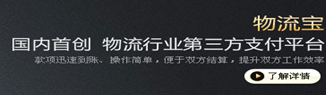 物流宝
国内首创 物流行业第三方支付平台
款项迅速到账、操作简单，便于双方结算，提升双方工作效率
了解详情